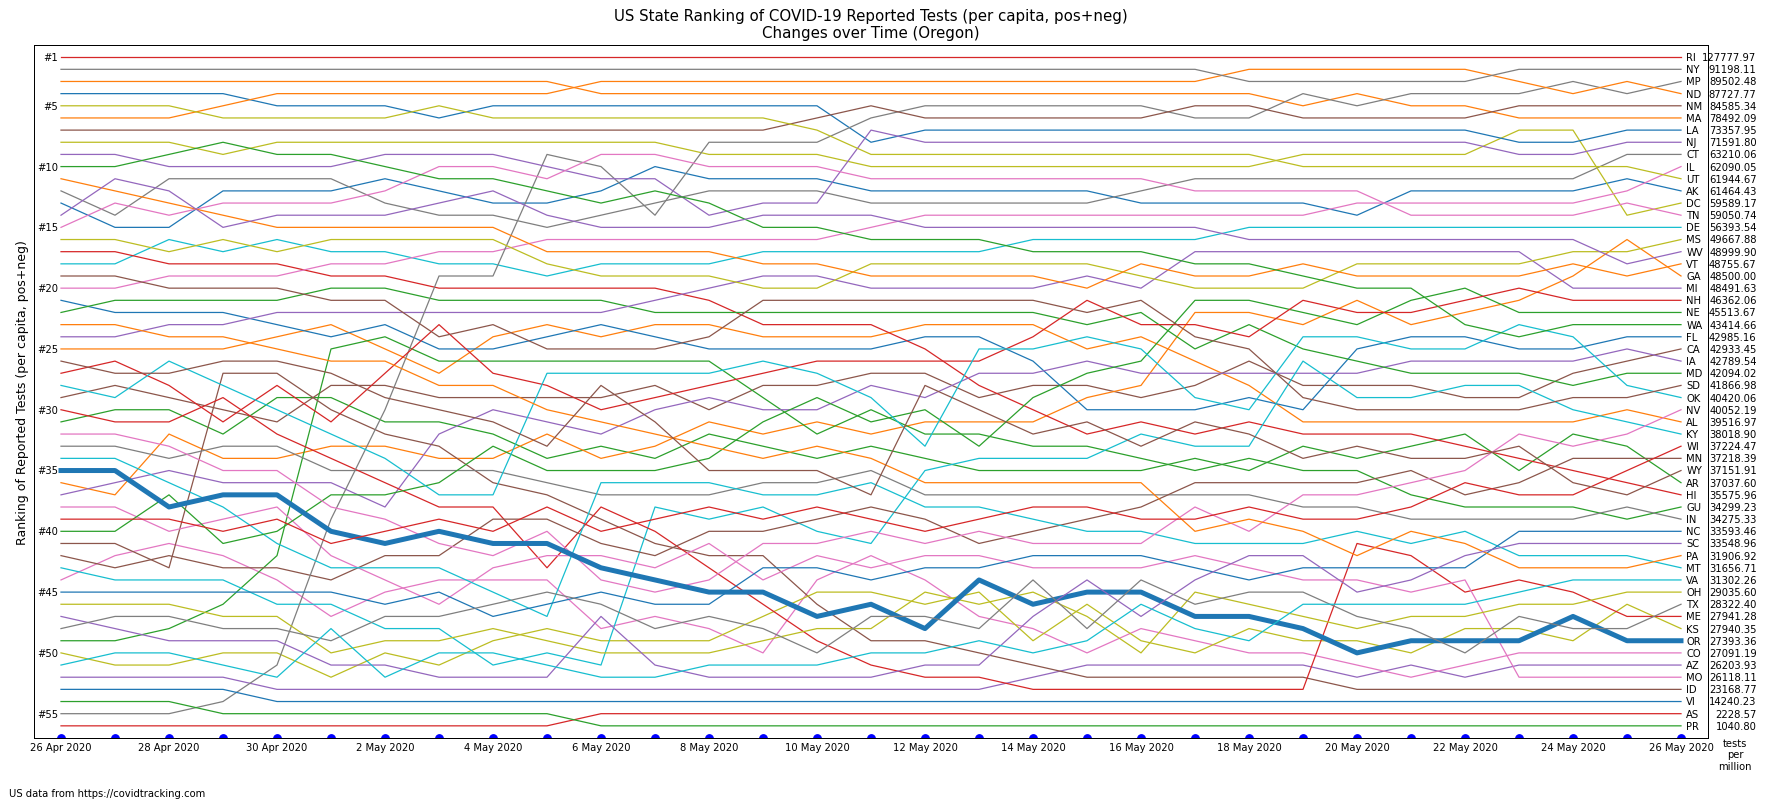 US State Ranking of COVID-19 Reported Tests (per capita, pos+neg)
Changes over Time (Oregon)
Ranking of Reported Tests (per capita, pos+neg)
#1
#5
#10
#15
#20
#25
#30
#35
#40
#45
#50
#55
RI 127777.97
NY 91198.11
MP 89502.48
ND 87727.77
NM 84585.34
MA 78492.09
LA 73357.95
NJ 71591.80
CT 63210.06
IL 62090.05
UT 61944.67
AK 61464.43
DC 59589.17
TN 59050.74
DE 56393.54
MS 49667.88
WV 48999.90
VT 48755.67
GA 48500.00
MI 48491.63
NH 46362.06
NE 45513.67
WA 43414.66
FL 42985.16
CA 42933.45
IA 42789.54
MD 42094.02
SD 41866.98
OK 40420.06
NV 40052.19
AL 39516.97
KY 38018.90
WI 37224.47
MN 37218.39
WY 37151.91
AR 37037.60
HI 35575.96
GU 34299.23
IN 34275.33
NC 33593.46
SC 33548.96
PA 31906.92
MT 31656.71
VA 31302.26
OH 29035.60
TX 28322.40
ME 27941.28
KS 27940.35
OR 27393.36
CO 27091.19
AZ 26203.93
MO 26118.11
ID 23168.77
VI 14240.23
AS 2228.57
PR 1040.80
26 Apr 2020
28 Apr 2020
30 Apr 2020
2 May 2020
4 May 2020
6 May 2020
8 May 2020
10 May 2020
12 May 2020
14 May 2020
16 May 2020
18 May 2020
20 May 2020
22 May 2020
24 May 2020
26 May 2020
tests
per
million
US data from https://covidtracking.com